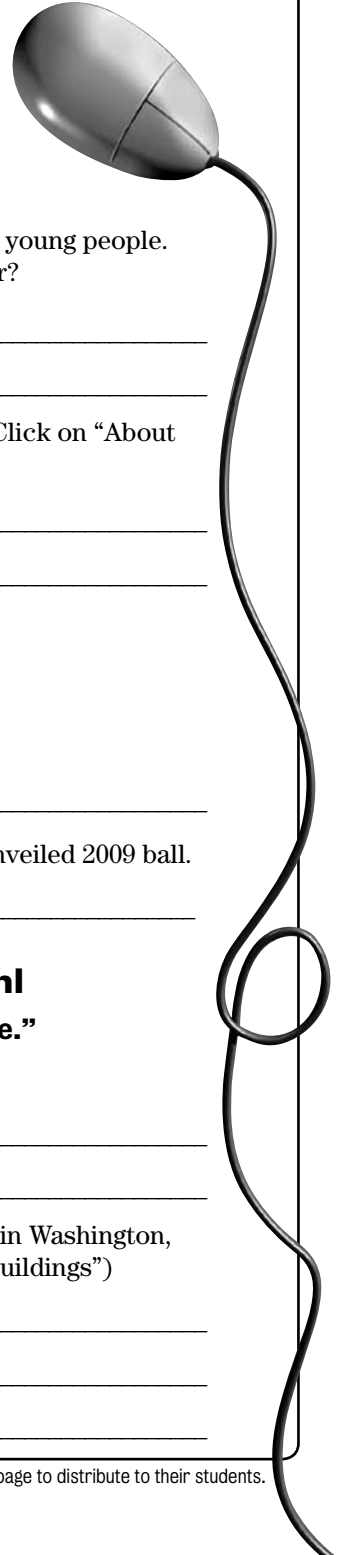 young people.
r?
Click on “About
nveiled 2009 ball.
nl
e.”
in Washington,
uildings”)
page to distribute to their students.